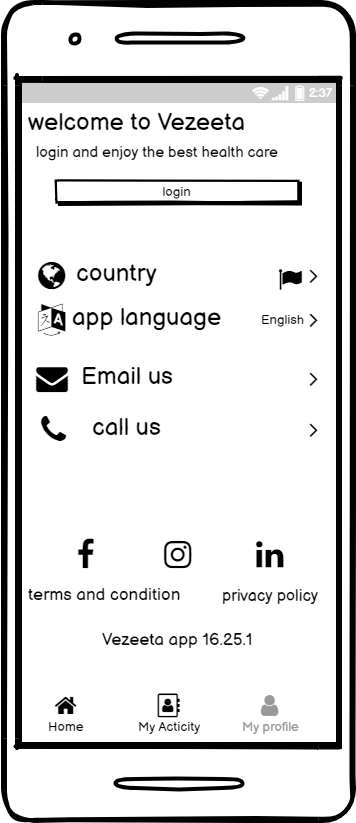 2:37
welcome to Vezeeta
login and enjoy the best health care
login
country
app language English
Email us
call us
terms and condition privacy policy
Vezeeta app 16.25.1
Home My Acticity My profile